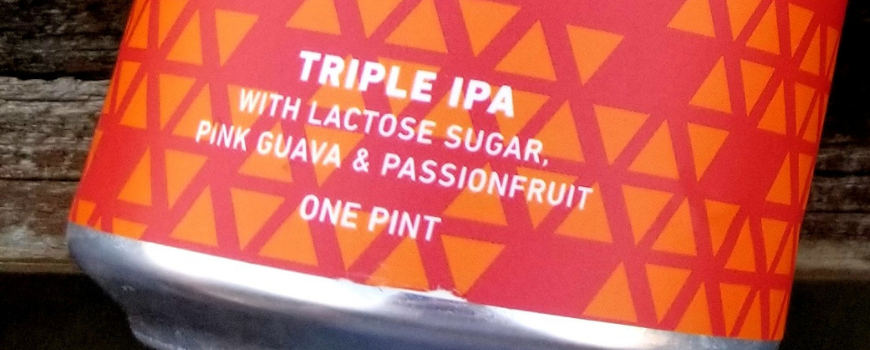 TRIPLE IPA
WITH LACTOSE SUGAR,
PINK GUAVA & PASSIONFRUIT
ONE PINT